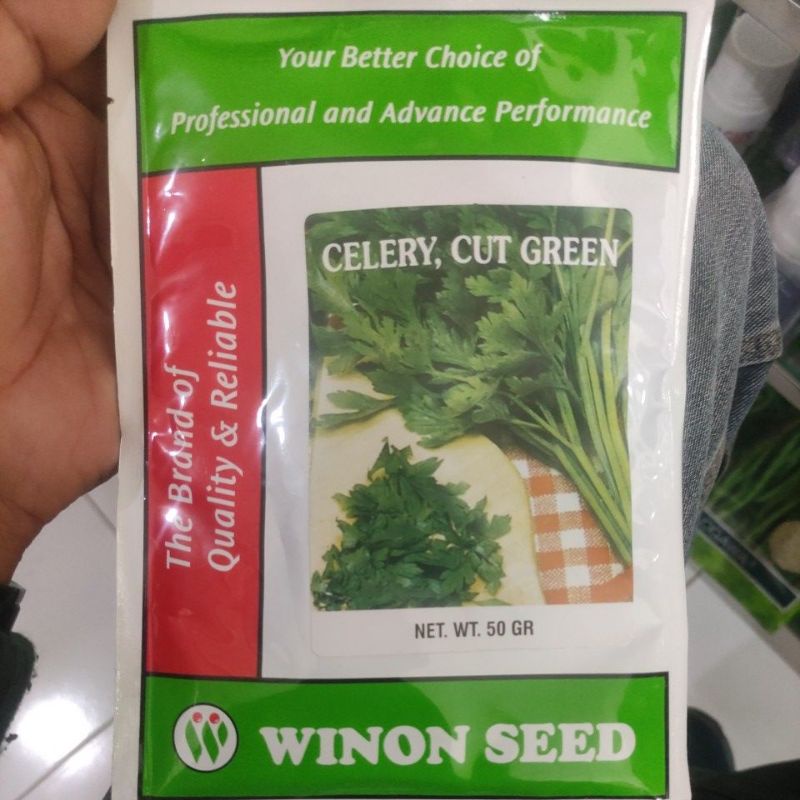 Your Better Choice of
Professional and Advance Performance
The Brand of
Quality & Reliable
CELERY, CUT GREEN
NET. WT. 50 GR
WINON SEED